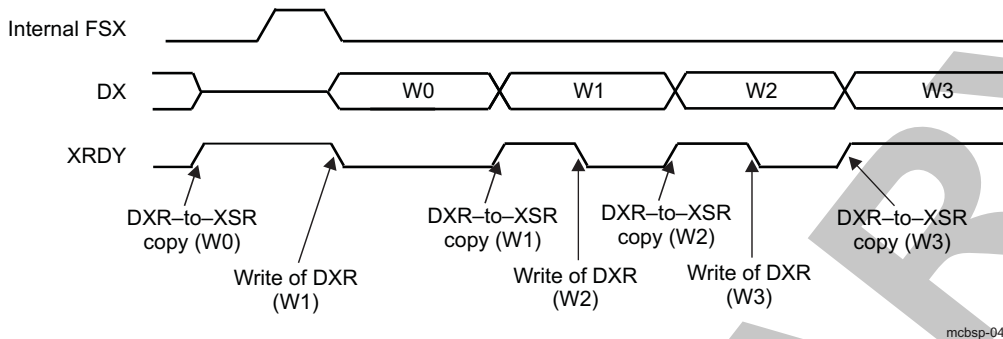 Internal FSX
DX
W0
W1
W2
W3
XRDY
DXR–to–XSR
copy (W0)
Write of DXR
(W1)
DXR–to–XSR
copy (W1)
Write of DXR
(W2)
DXR–to–XSR
copy (W2)
Write of DXR
(W3)
DXR–to–XSR
copy (W3)
mcbsp-04